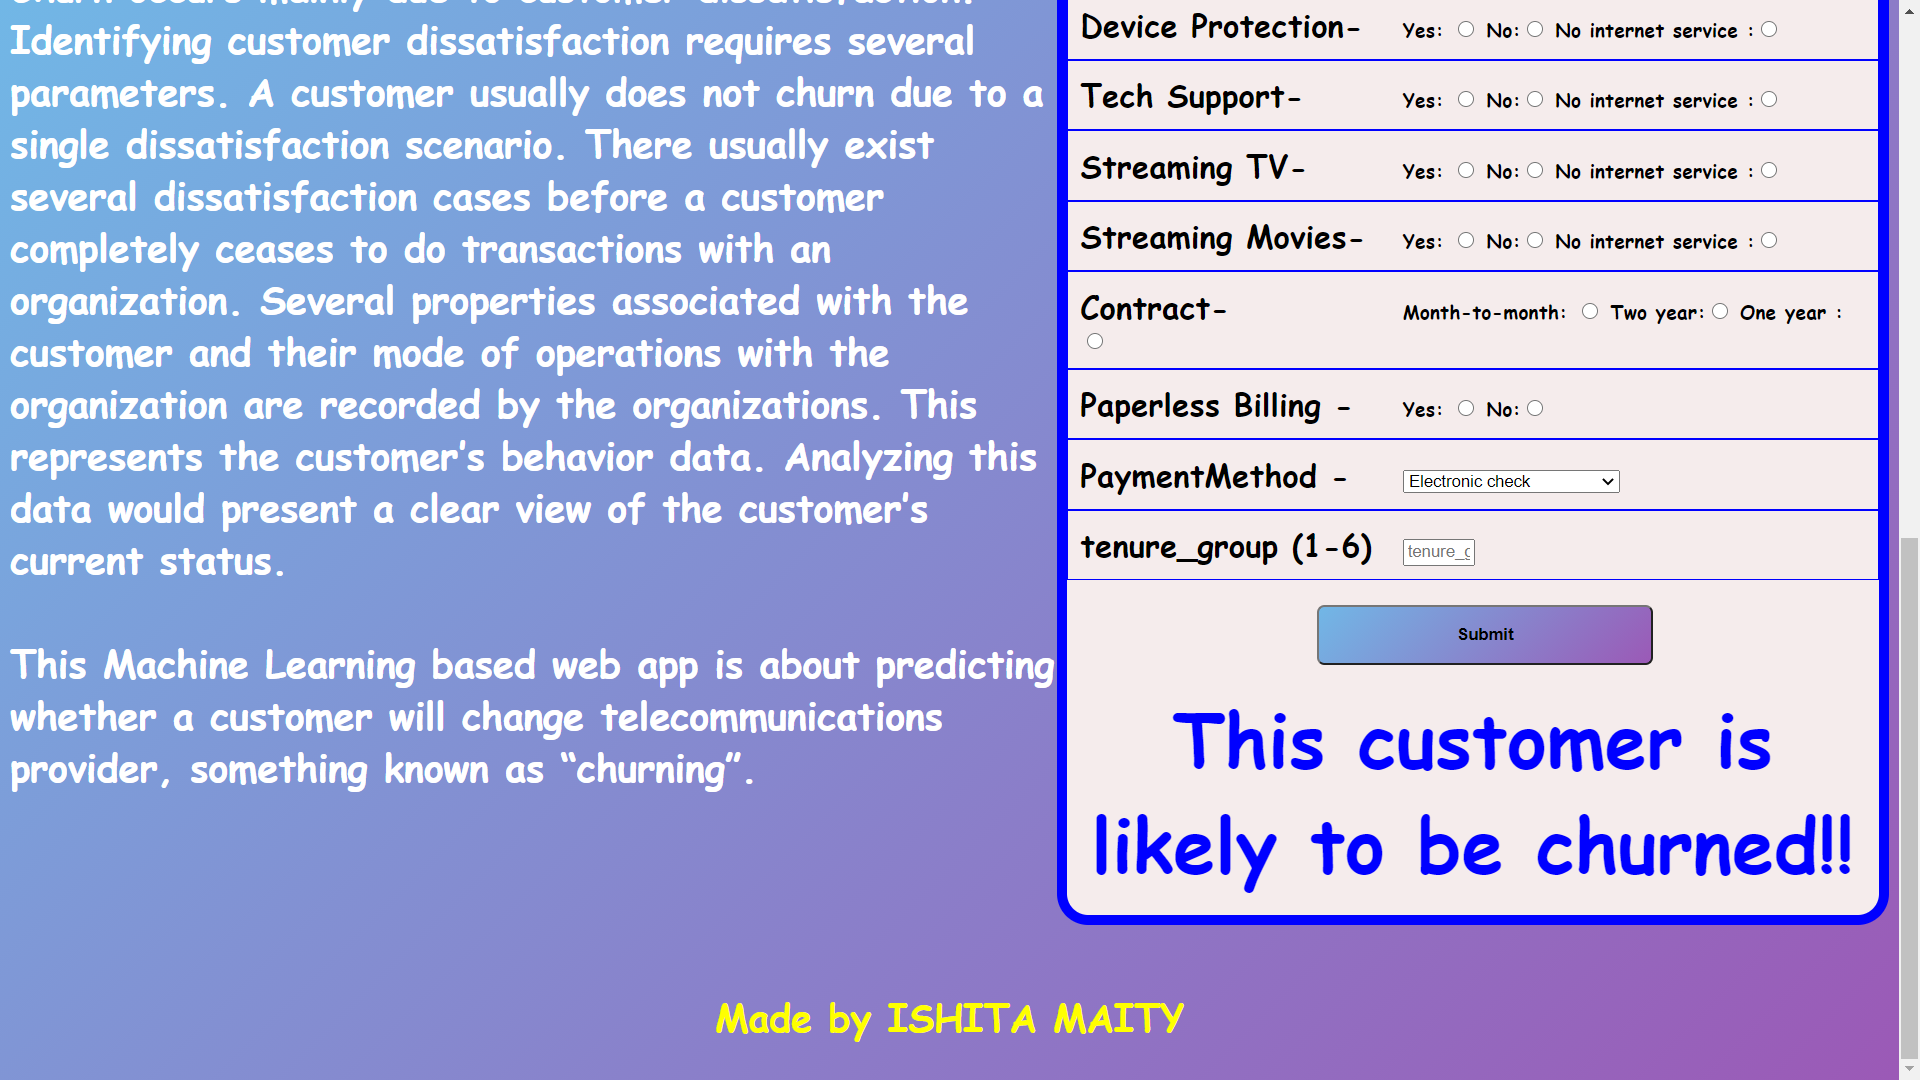 Identifying customer dissatisfaction requires several
parameters. A customer usually does not churn due to a
single dissatisfaction scenario. There usually exist
several dissatisfaction cases before a customer
completely ceases to do transactions with an
organization. Several properties associated with the
customer and their mode of operations with the
organization are recorded by the organizations. This
represents the customer’s behavior data. Analyzing this
data would present a clear view of the customer’s
current status.
This Machine Learning based web app is about predicting
whether a customer will change telecommunications
provider, something known as “churning”.
Device Protection- Yes: No: No internet service :
Tech Support- Yes: No: No internet service :
Streaming TV- Yes: No: No internet service :
Streaming Movies- Yes: No: No internet service :
Contract- Month-to-month: Two year: One year :
Paperless Billing - Yes: No:
PaymentMethod - Electronic check
tenure_group (1-6) tenure_g
Submit
This customer is
likely to be churned!!
Made by ISHITA MAITY